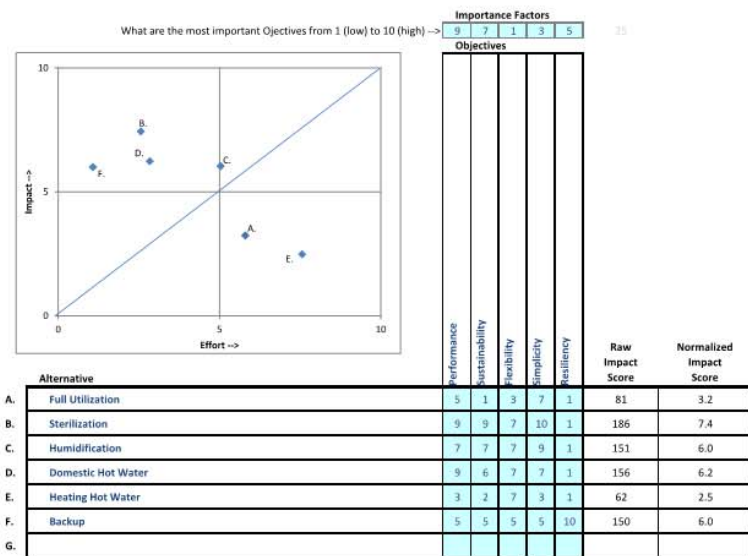 Importance Factors
What are the most important Ojectives from 1 (low) to 10 (high) --> 9 7 1 3 5 25
Objectives
10
B.
D.
C.
F.
Impact -->
5
A.
E.
0
0 5 10
Effort -->
Performance
Sustainability
Flexibility
Simplicity
Resiliency
Raw Impact Score
Normalized Impact Score
Alternative
A. Full Utilization 5 1 3 7 1 81 3.2
B. Sterilization 9 9 7 10 1 186 7.4
C. Humidification 7 7 7 9 1 151 6.0
D. Domestic Hot Water 9 6 7 7 1 156 6.2
E. Heating Hot Water 3 2 7 3 1 62 2.5
F. Backup 5 5 5 5 10 150 6.0
G.